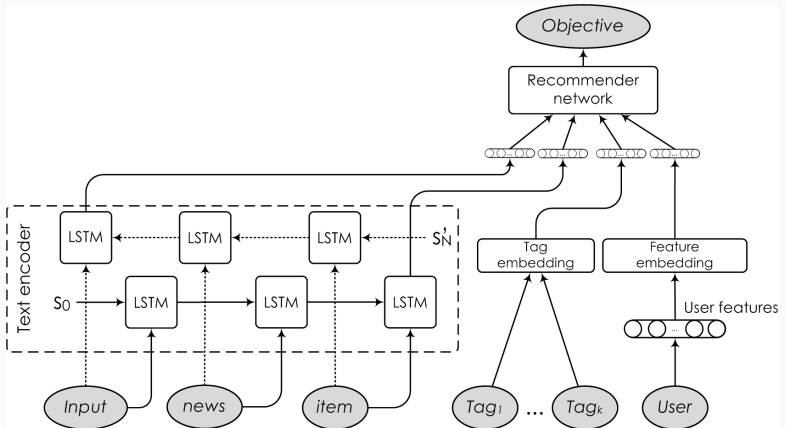 Objective
Recommender
network
Text encoder
LSTM
LSTM
LSTM
S'N
S0
LSTM
LSTM
LSTM
Tag
embedding
Feature
embedding
User features
...
Input
news
item
Tag1
...
Tagk
User